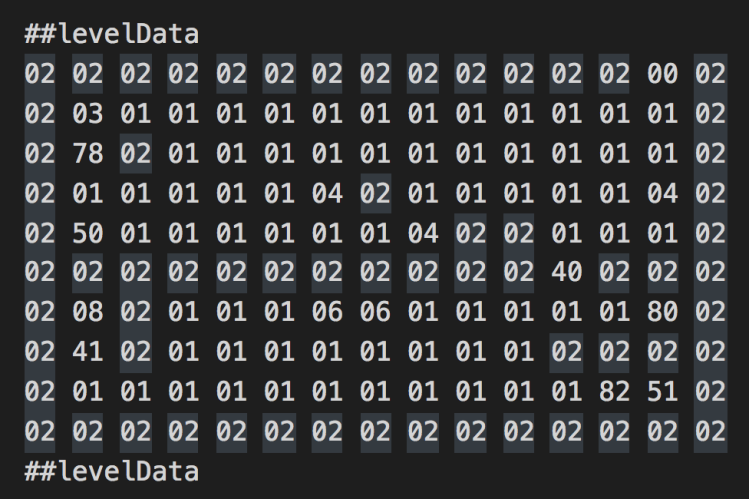 ##levelData
02 02 02 02 02 02 02 02 02 02 02 02 02 00 02
02 03 01 01 01 01 01 01 01 01 01 01 01 01 02
02 78 02 01 01 01 01 01 01 01 01 01 01 01 02
02 01 01 01 01 01 04 02 01 01 01 01 01 04 02
02 50 01 01 01 01 01 01 04 02 02 01 01 01 02
02 02 02 02 02 02 02 02 02 02 02 40 02 02 02
02 08 02 01 01 01 06 06 01 01 01 01 01 80 02
02 41 02 01 01 01 01 01 01 01 01 02 02 02 02
02 01 01 01 01 01 01 01 01 01 01 01 82 51 02
02 02 02 02 02 02 02 02 02 02 02 02 02 02 02
##levelData